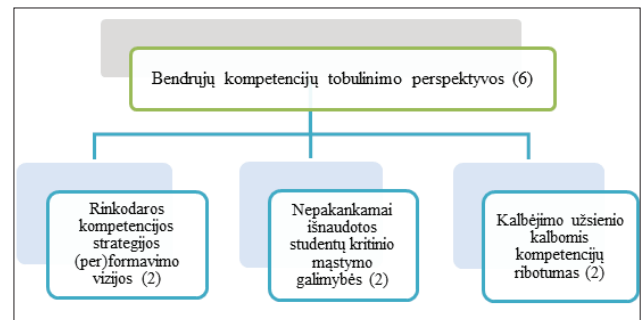 Bendrųjų kompetencijų tobulinimo perspektyvos (6)
Rinkodaros
kompetencijos
strategijos
(per)formavimo
vizijos (2)
Nepakankamai
išnaudotos
studentų kritinio
mąstymo
galimybės (2)
Kalbėjimo užsienio
kalbomis
kompetencijų
ribotumas (2)